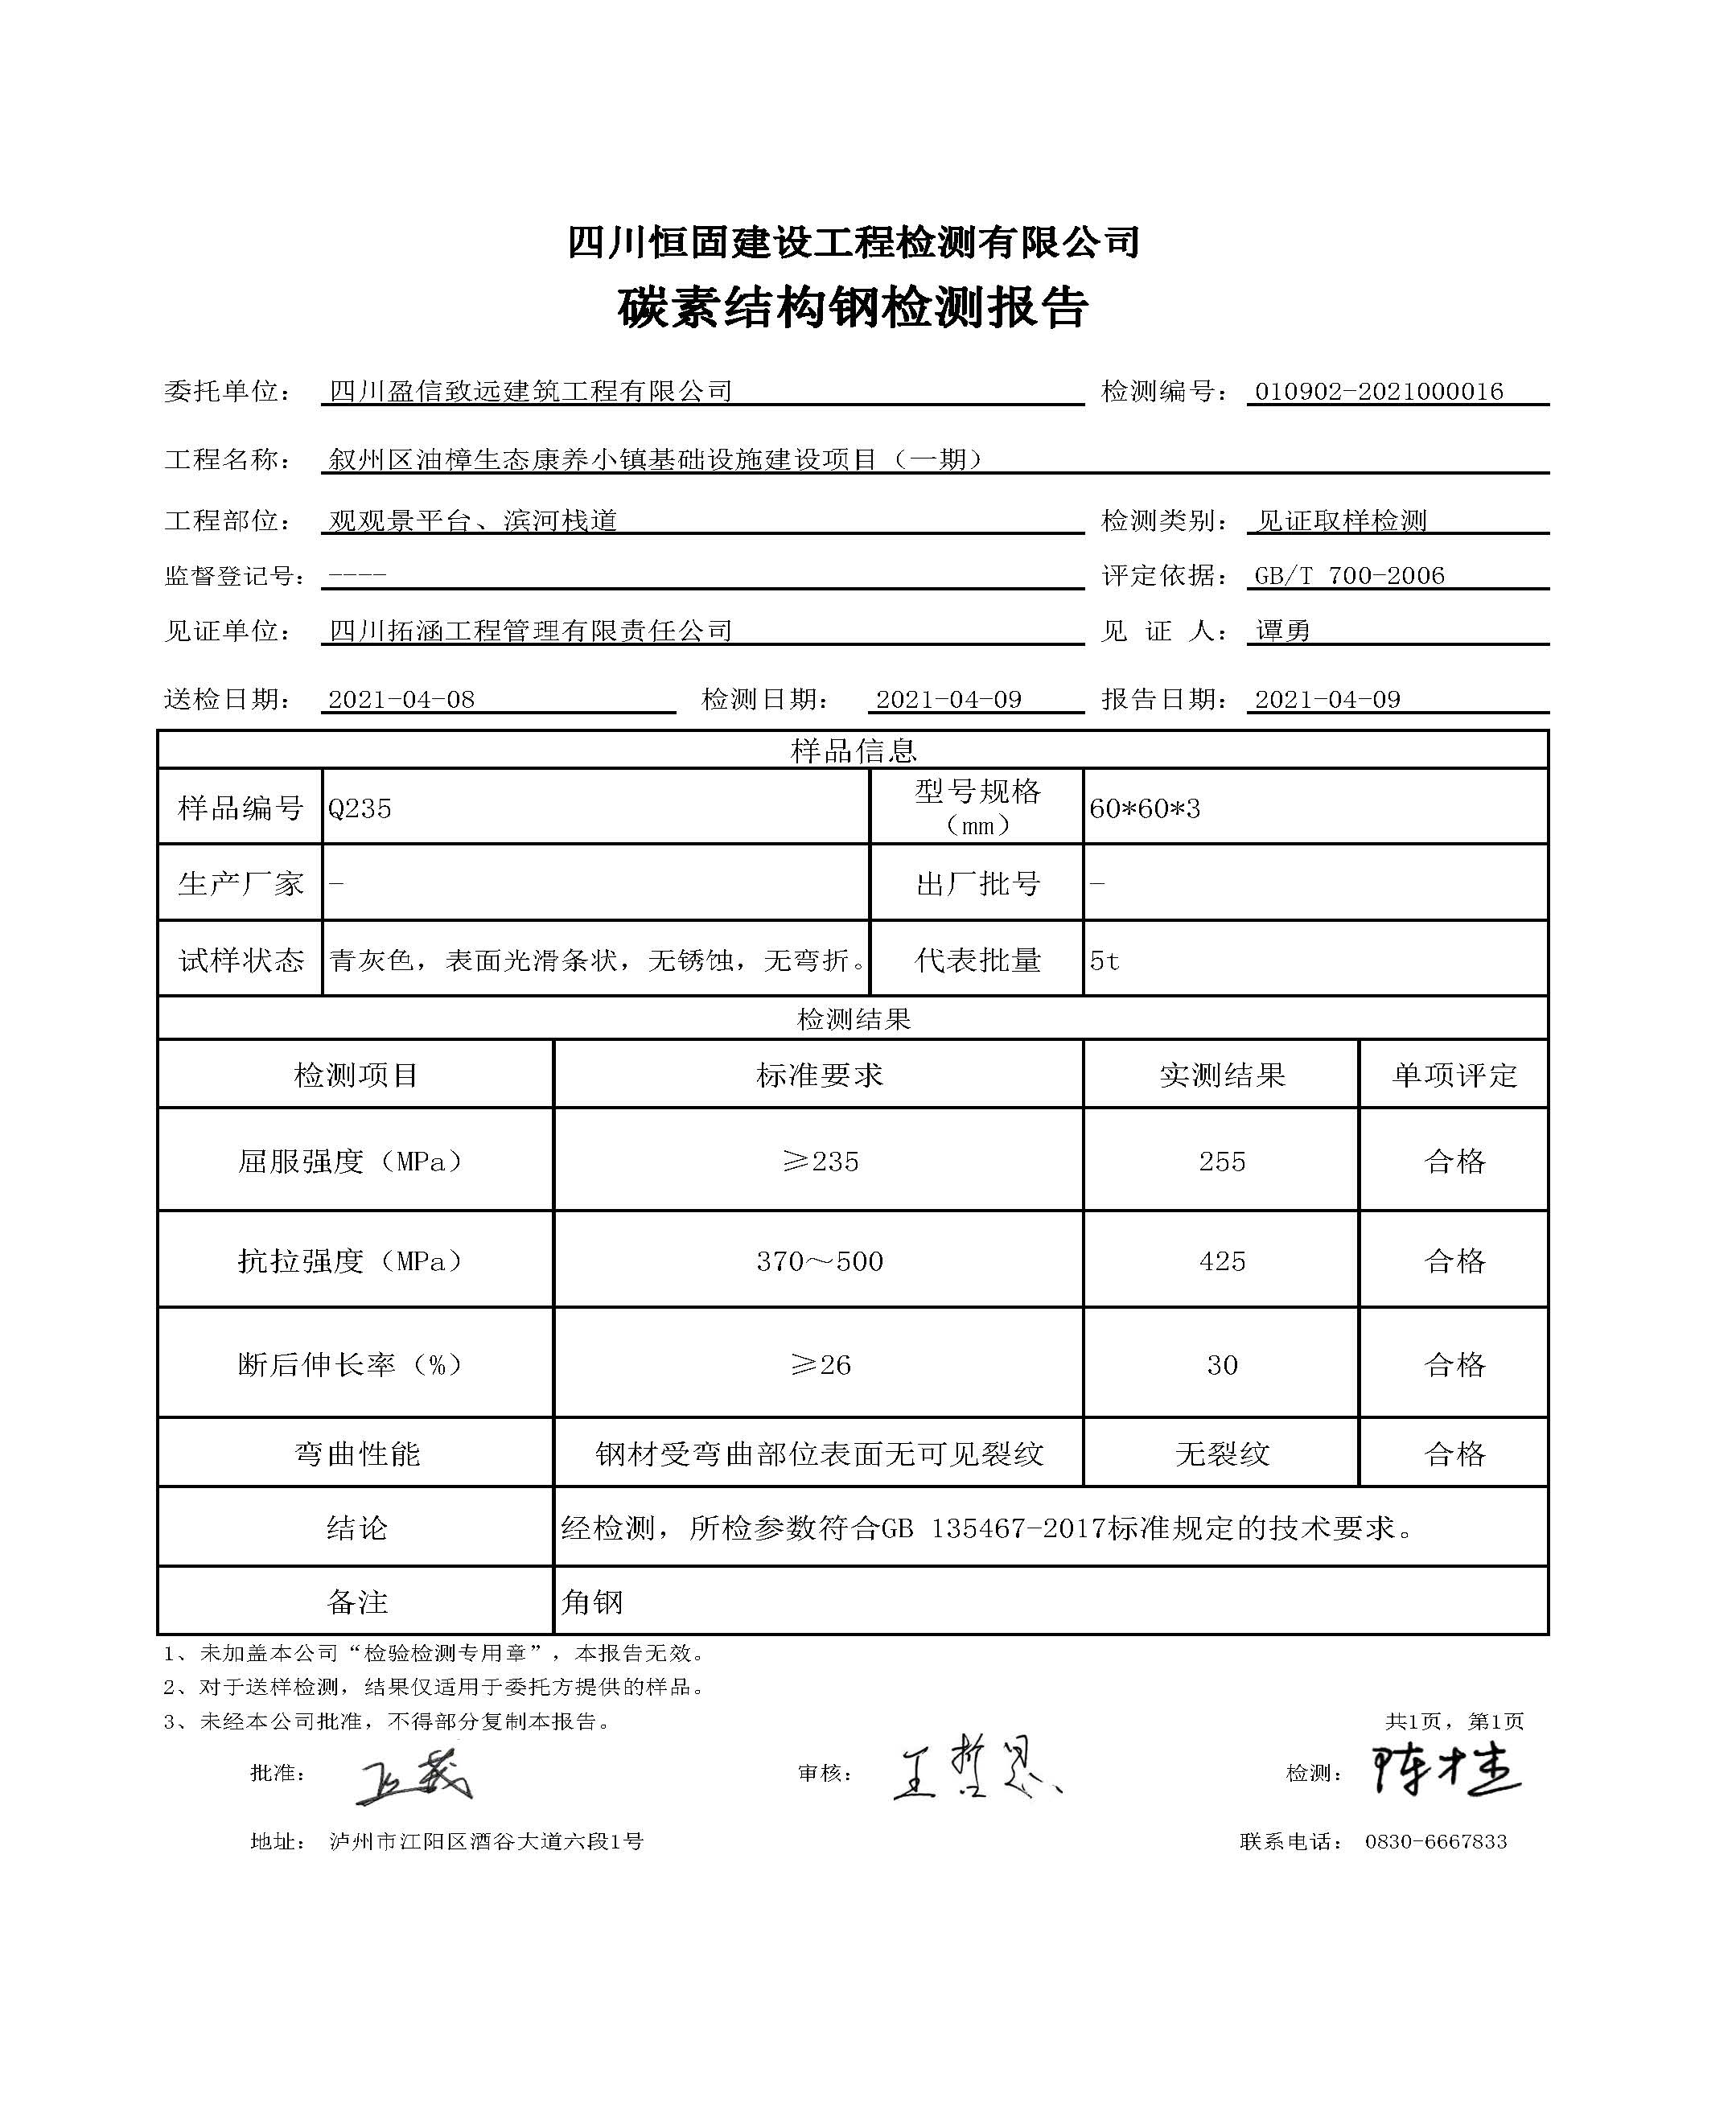 四川恒固建设工程检测有限公司
碳素结构钢检测报告
委托单位： 四川盈信致远建筑工程有限公司 检测编号： 010902-2021000016
工程名称： 叙州区油樟生态康养小镇基础设施建设项目（一期）
工程部位： 观观景平台、滨河栈道 检测类别： 见证取样检测
监督登记号： ---- 评定依据： GB/T 700-2006
见证单位： 四川拓涵工程管理有限责任公司 见 证 人： 谭勇
送检日期： 2021-04-08 检测日期： 2021-04-09 报告日期： 2021-04-09
样品信息
样品编号 Q235 型号规格（mm） 60*60*3
生产厂家 - 出厂批号 -
试样状态 青灰色，表面光滑条状，无锈蚀，无弯折。 代表批量 5t
检测结果
检测项目 标准要求 实测结果 单项评定
屈服强度（MPa） ≥235 255 合格
抗拉强度（MPa） 370～500 425 合格
断后伸长率（%） ≥26 30 合格
弯曲性能 钢材受弯曲部位表面无可见裂纹 无裂纹 合格
结论 经检测，所检参数符合GB 135467-2017标准规定的技术要求。
备注 角钢
1、未加盖本公司“检验检测专用章”，本报告无效。
2、对于送样检测，结果仅适用于委托方提供的样品。
3、未经本公司批准，不得部分复制本报告。 共1页，第1页
批准： 审核： 王哲恩 检测： 陈才生
地址： 泸州市江阳区酒谷大道六段1号 联系电话： 0830-6667833